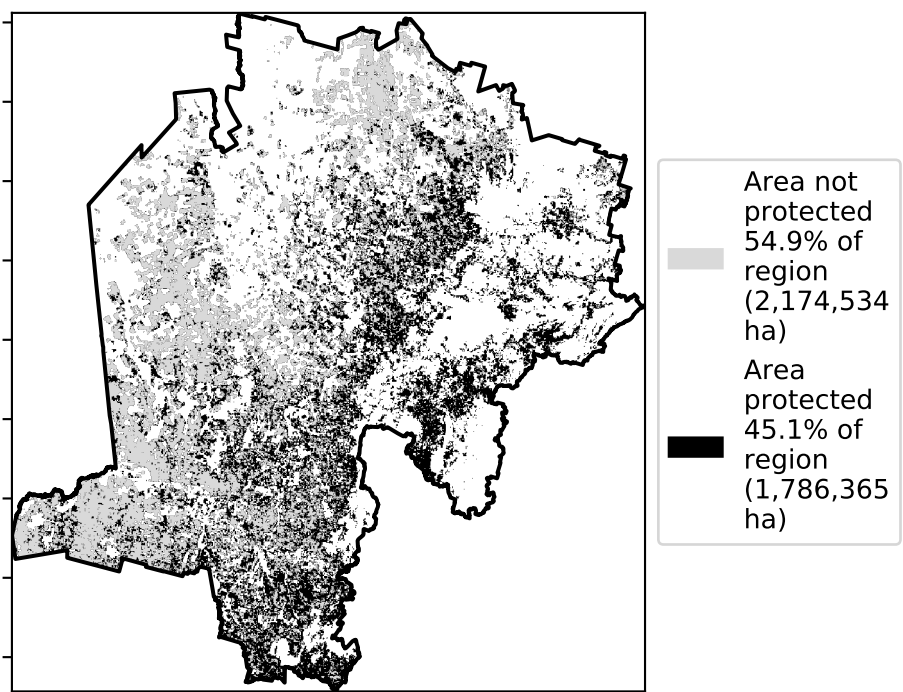 Area not
protected
54.9% of
region
(2,174,534
ha)
Area
protected
45.1% of
region
(1,786,365
ha)